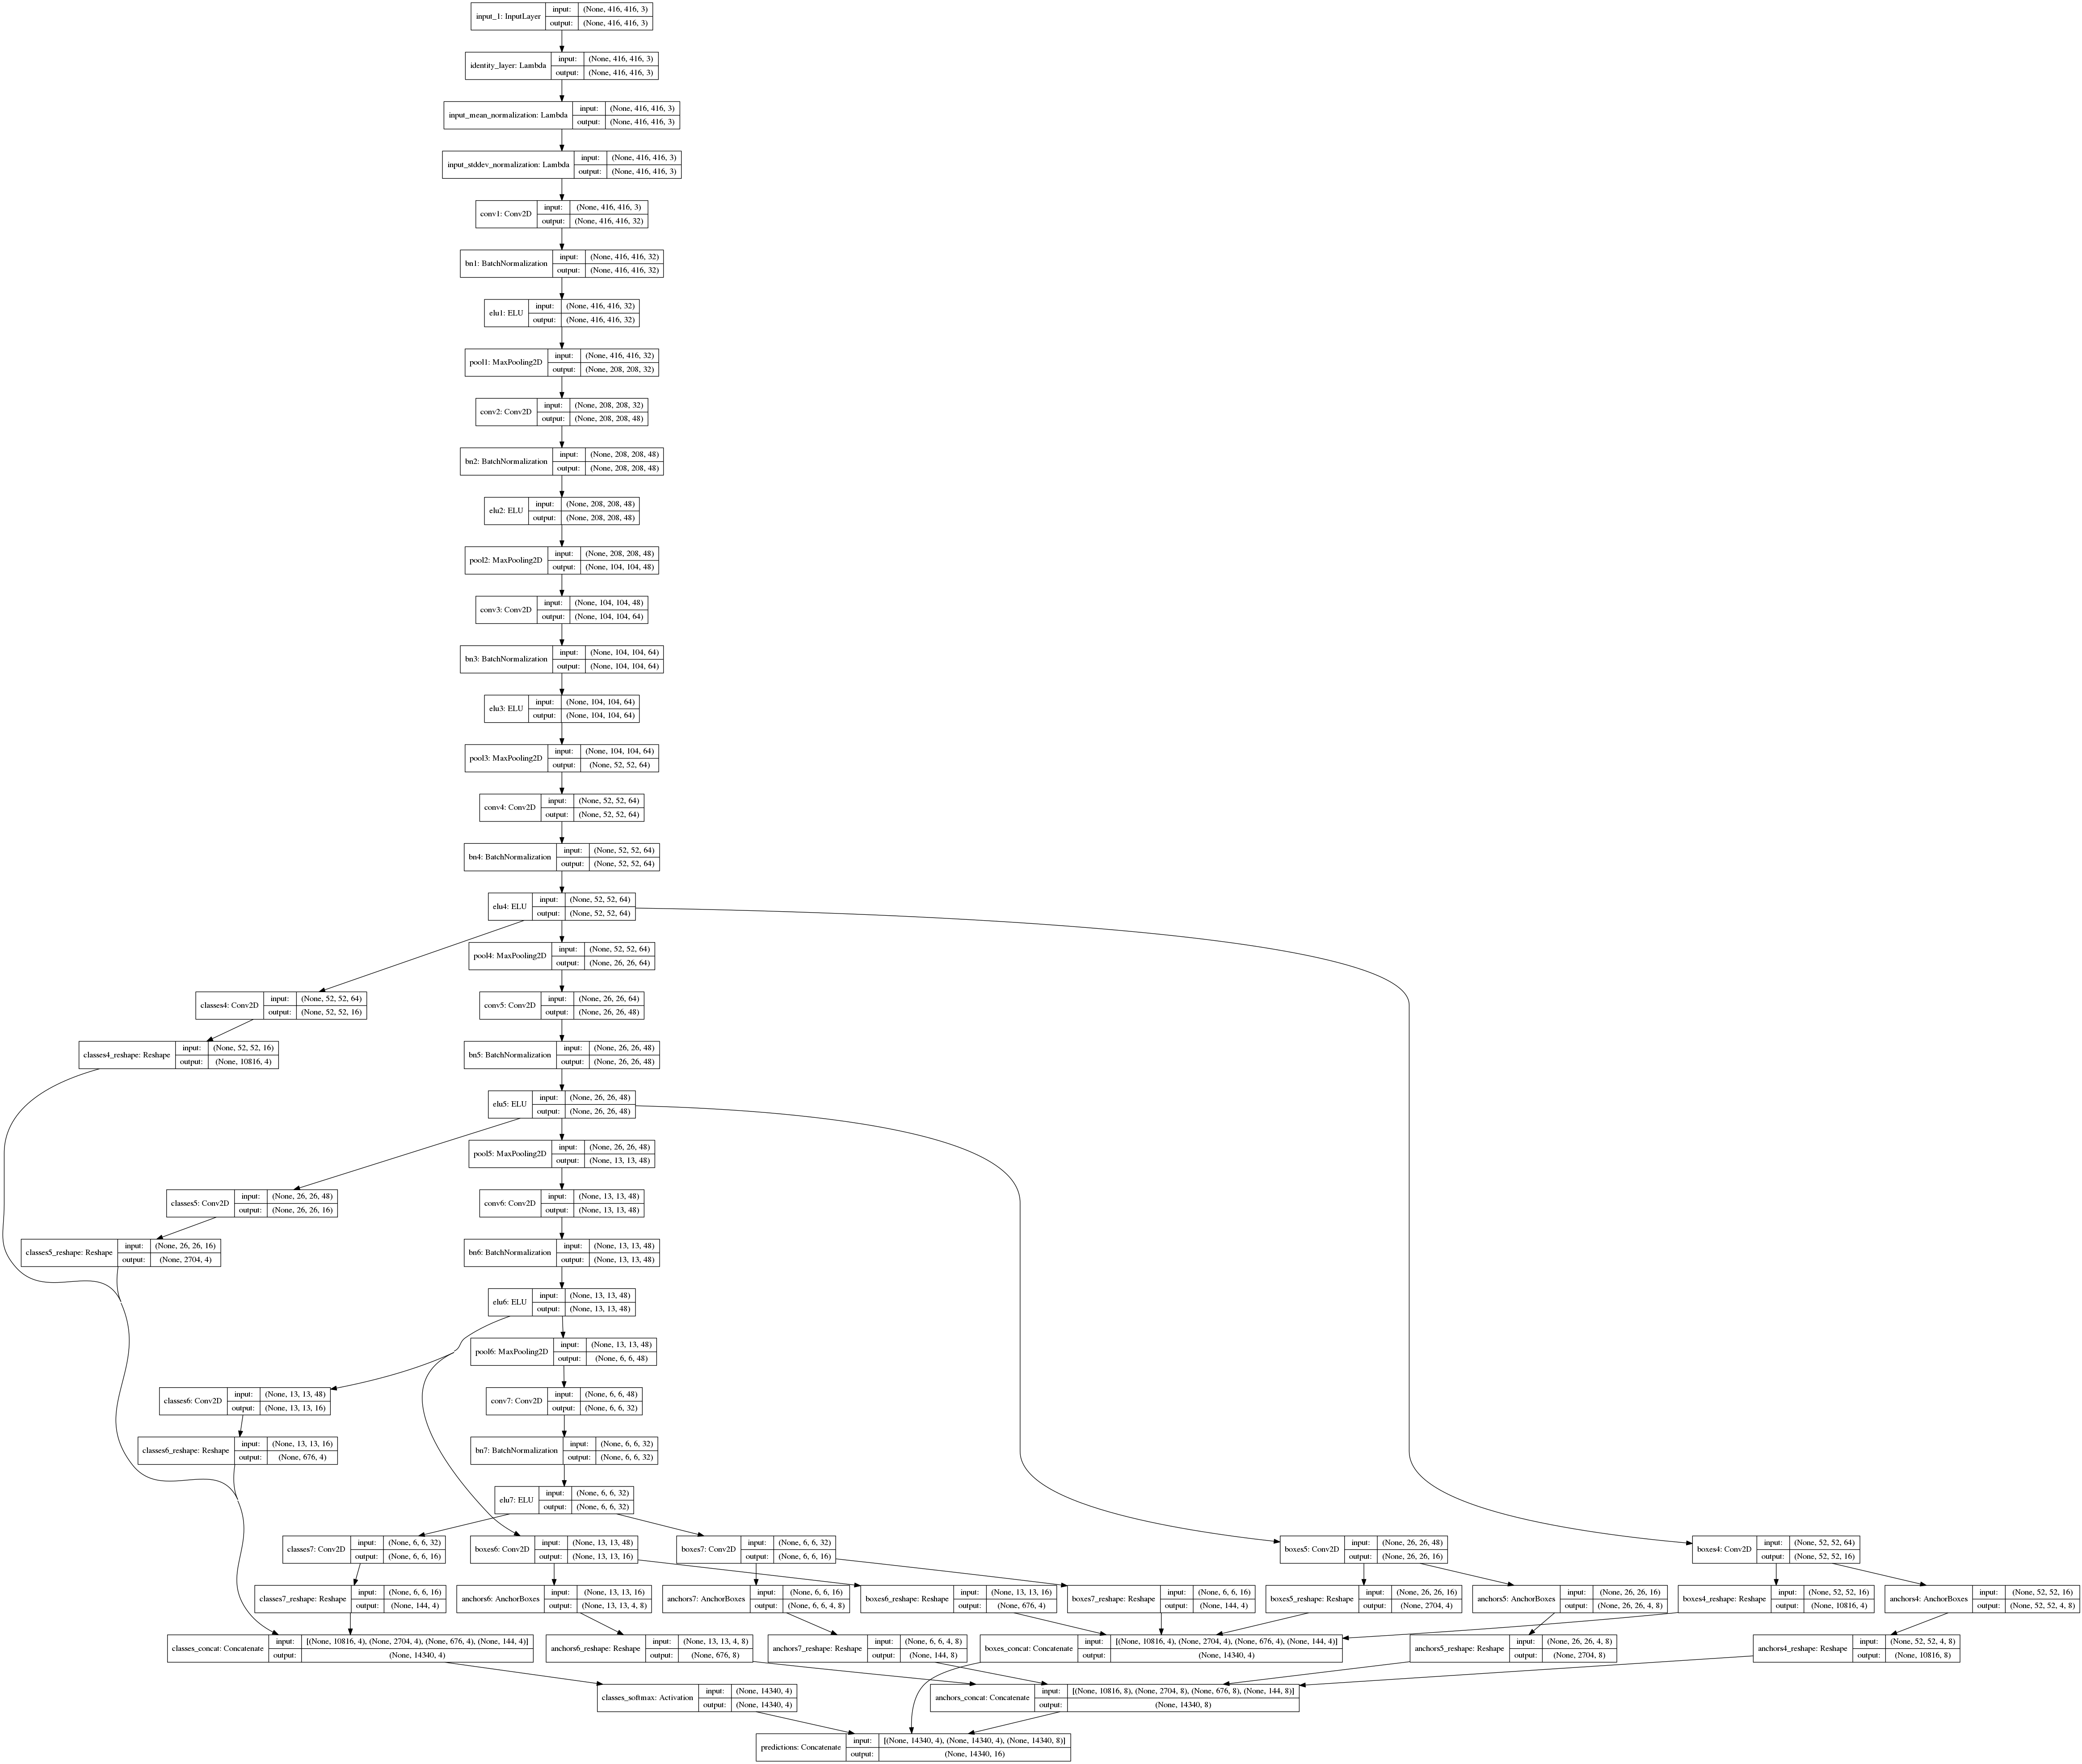 input_1: InputLayer
input: (None, 416, 416, 3)
output: (None, 416, 416, 3)
identity_layer: Lambda
input: (None, 416, 416, 3)
output: (None, 416, 416, 3)
input_mean_normalization: Lambda
input: (None, 416, 416, 3)
output: (None, 416, 416, 3)
input_stddev_normalization: Lambda
input: (None, 416, 416, 3)
output: (None, 416, 416, 3)
conv1: Conv2D
input: (None, 416, 416, 3)
output: (None, 416, 416, 32)
bn1: BatchNormalization
input: (None, 416, 416, 32)
output: (None, 416, 416, 32)
elu1: ELU
input: (None, 416, 416, 32)
output: (None, 416, 416, 32)
pool1: MaxPooling2D
input: (None, 416, 416, 32)
output: (None, 208, 208, 32)
conv2: Conv2D
input: (None, 208, 208, 32)
output: (None, 208, 208, 48)
bn2: BatchNormalization
input: (None, 208, 208, 48)
output: (None, 208, 208, 48)
elu2: ELU
input: (None, 208, 208, 48)
output: (None, 208, 208, 48)
pool2: MaxPooling2D
input: (None, 208, 208, 48)
output: (None, 104, 104, 48)
conv3: Conv2D
input: (None, 104, 104, 48)
output: (None, 104, 104, 64)
bn3: BatchNormalization
input: (None, 104, 104, 64)
output: (None, 104, 104, 64)
elu3: ELU
input: (None, 104, 104, 64)
output: (None, 104, 104, 64)
pool3: MaxPooling2D
input: (None, 104, 104, 64)
output: (None, 52, 52, 64)
conv4: Conv2D
input: (None, 52, 52, 64)
output: (None, 52, 52, 64)
bn4: BatchNormalization
input: (None, 52, 52, 64)
output: (None, 52, 52, 64)
elu4: ELU
input: (None, 52, 52, 64)
output: (None, 52, 52, 64)
pool4: MaxPooling2D
input: (None, 52, 52, 64)
output: (None, 26, 26, 64)
classes4: Conv2D
input: (None, 52, 52, 64)
output: (None, 52, 52, 16)
conv5: Conv2D
input: (None, 26, 26, 64)
output: (None, 26, 26, 48)
classes4_reshape: Reshape
input: (None, 52, 52, 16)
output: (None, 10816, 4)
bn5: BatchNormalization
input: (None, 26, 26, 48)
output: (None, 26, 26, 48)
elu5: ELU
input: (None, 26, 26, 48)
output: (None, 26, 26, 48)
pool5: MaxPooling2D
input: (None, 26, 26, 48)
output: (None, 13, 13, 48)
classes5: Conv2D
input: (None, 26, 26, 48)
output: (None, 26, 26, 16)
conv6: Conv2D
input: (None, 13, 13, 48)
output: (None, 13, 13, 48)
classes5_reshape: Reshape
input: (None, 26, 26, 16)
output: (None, 2704, 4)
bn6: BatchNormalization
input: (None, 13, 13, 48)
output: (None, 13, 13, 48)
elu6: ELU
input: (None, 13, 13, 48)
output: (None, 13, 13, 48)
pool6: MaxPooling2D
input: (None, 13, 13, 48)
output: (None, 6, 6, 48)
classes6: Conv2D
input: (None, 13, 13, 48)
output: (None, 13, 13, 16)
conv7: Conv2D
input: (None, 6, 6, 48)
output: (None, 6, 6, 32)
classes6_reshape: Reshape
input: (None, 13, 13, 16)
output: (None, 676, 4)
bn7: BatchNormalization
input: (None, 6, 6, 32)
output: (None, 6, 6, 32)
elu7: ELU
input: (None, 6, 6, 32)
output: (None, 6, 6, 32)
classes7: Conv2D
input: (None, 6, 6, 32)
output: (None, 6, 6, 16)
boxes6: Conv2D
input: (None, 13, 13, 48)
output: (None, 13, 13, 16)
boxes7: Conv2D
input: (None, 6, 6, 32)
output: (None, 6, 6, 16)
boxes5: Conv2D
input: (None, 26, 26, 48)
output: (None, 26, 26, 16)
boxes4: Conv2D
input: (None, 52, 52, 64)
output: (None, 52, 52, 16)
classes7_reshape: Reshape
input: (None, 6, 6, 16)
output: (None, 144, 4)
anchors6: AnchorBoxes
input: (None, 13, 13, 16)
output: (None, 13, 13, 4, 8)
anchors7: AnchorBoxes
input: (None, 6, 6, 16)
output: (None, 6, 6, 4, 8)
boxes6_reshape: Reshape
input: (None, 13, 13, 16)
output: (None, 676, 4)
boxes7_reshape: Reshape
input: (None, 6, 6, 16)
output: (None, 144, 4)
boxes5_reshape: Reshape
input: (None, 26, 26, 16)
output: (None, 2704, 4)
anchors5: AnchorBoxes
input: (None, 26, 26, 16)
output: (None, 26, 26, 4, 8)
boxes4_reshape: Reshape
input: (None, 52, 52, 16)
output: (None, 10816, 4)
anchors4: AnchorBoxes
input: (None, 52, 52, 16)
output: (None, 52, 52, 4, 8)
classes_concat: Concatenate
input: [(None, 10816, 4), (None, 2704, 4), (None, 676, 4), (None, 144, 4)]
output: (None, 14340, 4)
anchors6_reshape: Reshape
input: (None, 13, 13, 4, 8)
output: (None, 676, 8)
anchors7_reshape: Reshape
input: (None, 6, 6, 4, 8)
output: (None, 144, 8)
boxes_concat: Concatenate
input: [(None, 10816, 4), (None, 2704, 4), (None, 676, 4), (None, 144, 4)]
output: (None, 14340, 4)
anchors5_reshape: Reshape
input: (None, 26, 26, 4, 8)
output: (None, 2704, 8)
anchors4_reshape: Reshape
input: (None, 52, 52, 4, 8)
output: (None, 10816, 8)
classes_softmax: Activation
input: (None, 14340, 4)
output: (None, 14340, 4)
anchors_concat: Concatenate
input: [(None, 10816, 8), (None, 2704, 8), (None, 676, 8), (None, 144, 8)]
output: (None, 14340, 8)
predictions: Concatenate
input: [(None, 14340, 4), (None, 14340, 4), (None, 14340, 8)]
output: (None, 14340, 16)